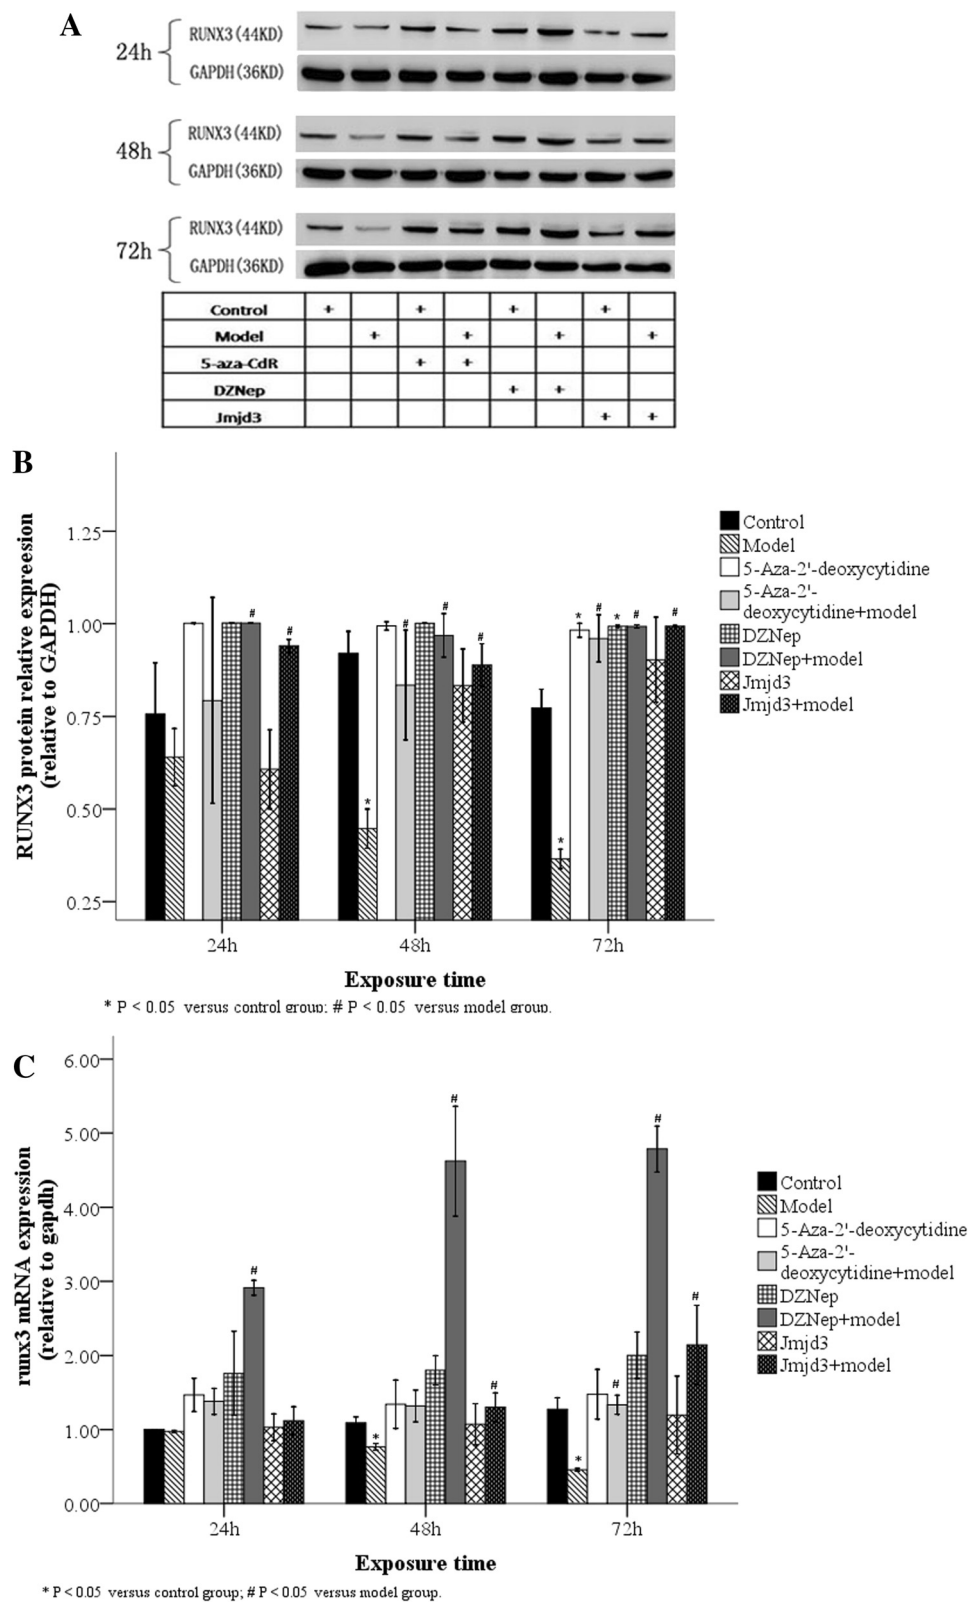 A
24h
RUNX3(44KD)
GAPDH(36KD)
48h
RUNX3(44KD)
GAPDH(36KD)
72h
RUNX3(44KD)
GAPDH(36KD)
Control + + + +
Model + + + +
5-aza-CdR + +
DZNep + +
Jmjd3 + +
B
RUNX3 protein relative expreesion
(relative to GAPDH)
1.25
1.00
0.75
0.50
0.25
# # * # # # * # * # # *
24h 48h 72h
Exposure time
Control
Model
5-Aza-2'-deoxycytidine
5-Aza-2'-
deoxycytidine+model
DZNep
DZNep+model
Jmjd3
Jmjd3+model
* P < 0.05 versus control group; # P < 0.05 versus model group.
C
runx3 mRNA expression
(relative to gapdh)
6.00
5.00
4.00
3.00
2.00
1.00
0.00
# * # # * # # #
24h 48h 72h
Exposure time
Control
Model
5-Aza-2'-deoxycytidine
5-Aza-2'-
deoxycytidine+model
DZNep
DZNep+model
Jmjd3
Jmjd3+model
* P < 0.05 versus control group; # P < 0.05 versus model group.